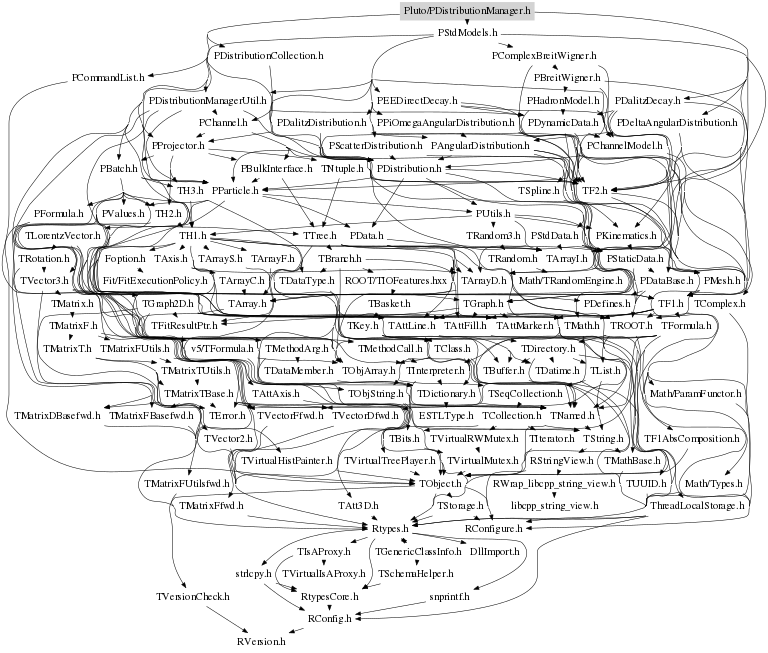 Pluto/PDistributionManager.h
PStdModels.h
PDistributionCollection.h PComplexBreitWigner.h
PCommandList.h PBreitWigner.h
PDistributionManagerUtil.h PEEDirectDecay.h PHadronModel.h PDalitzDecay.h
PChannel.h PDalitzDistribution.h PPiOmegaAngularDistribution.h PDynamicData.h PDeltaAngularDistribution.h
PProjector.h PScatterDistribution.h PAngularDistribution.h PChannelModel.h
PBatch.h PBulkInterface.h TNtuple.h PDistribution.h
TH3.h PParticle.h TSpline.h TF2.h
PFormula.h PValues.h TH2.h PUtils.h
TLorentzVector.h TH1.h TTree.h PData.h TRandom3.h PStdData.h PKinematics.h
TRotation.h Foption.h TAxis.h TArrayS.h TArrayF.h TBranch.h TRandom.h TArrayI.h PStaticData.h
TVector3.h Fit/FitExecutionPolicy.h TArrayC.h TDataType.h ROOT/TIOFeatures.hxx TArrayD.h Math/TRandomEngine.h PDataBase.h PMesh.h
TMatrix.h TGraph2D.h TArray.h TBasket.h TGraph.h PDefines.h TF1.h TComplex.h
TMatrixF.h TFitResultPtr.h TKey.h TAttLine.h TAttFill.h TAttMarker.h TMath.h TROOT.h TFormula.h
TMatrixT.h TMatrixFUtils.h v5/TFormula.h TMethodArg.h TMethodCall.h TClass.h TDirectory.h
TMatrixTUtils.h TDataMember.h TObjArray.h TInterpreter.h TBuffer.h TDatime.h TList.h
TMatrixTBase.h TAttAxis.h TObjString.h TDictionary.h TSeqCollection.h Math/ParamFunctor.h
TMatrixDBasefwd.h TMatrixFBasefwd.h TError.h TVectorFfwd.h TVectorDfwd.h ESTLType.h TCollection.h TNamed.h
TVector2.h TBits.h TVirtualRWMutex.h TIterator.h TString.h TF1AbsComposition.h
TVirtualHistPainter.h TVirtualTreePlayer.h TVirtualMutex.h RStringView.h TMathBase.h
TMatrixFUtilsfwd.h TObject.h RWrap_libcpp_string_view.h TUUID.h Math/Types.h
TMatrixFfwd.h TAtt3D.h TStorage.h libcpp_string_view.h ThreadLocalStorage.h
Rtypes.h RConfigure.h
TIsAProxy.h TGenericClassInfo.h DllImport.h
strlcpy.h TVirtualIsAProxy.h TSchemaHelper.h
TVersionCheck.h RtypesCore.h snprintf.h
RConfig.h
RVersion.h